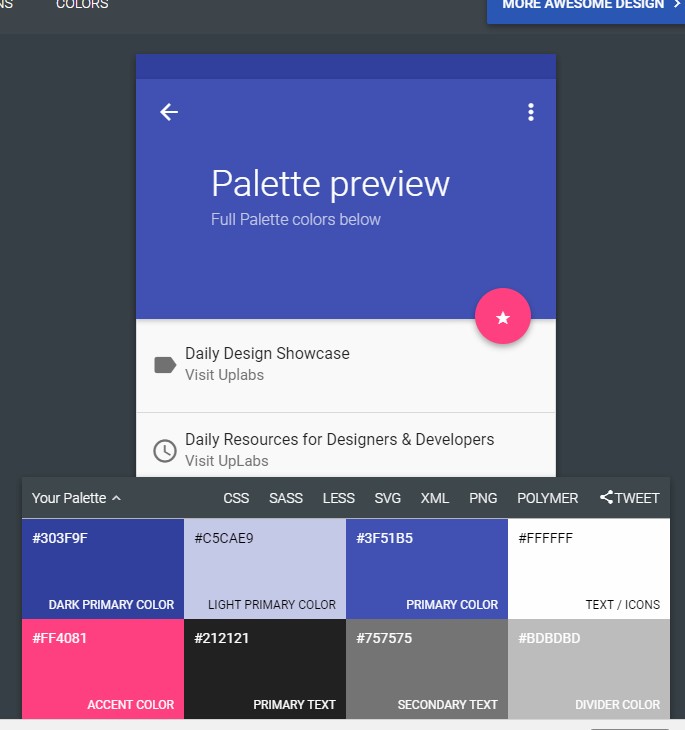 COLORS
MORE AWESOME DESIGN
Palette preview
Full Palette colors below
Daily Design Showcase
Visit Uplabs
Daily Resources for Designers & Developers
Visit UpLabs
Your Palette
CSS SASS LESS SVG XML PNG POLYMER TWEET
#303F9F #C5CAE9 #3F51B5 #FFFFFF
DARK PRIMARY COLOR LIGHT PRIMARY COLOR PRIMARY COLOR TEXT / ICONS
#FF4081 #212121 #757575 #BDBDBD
ACCENT COLOR PRIMARY TEXT SECONDARY TEXT DIVIDER COLOR